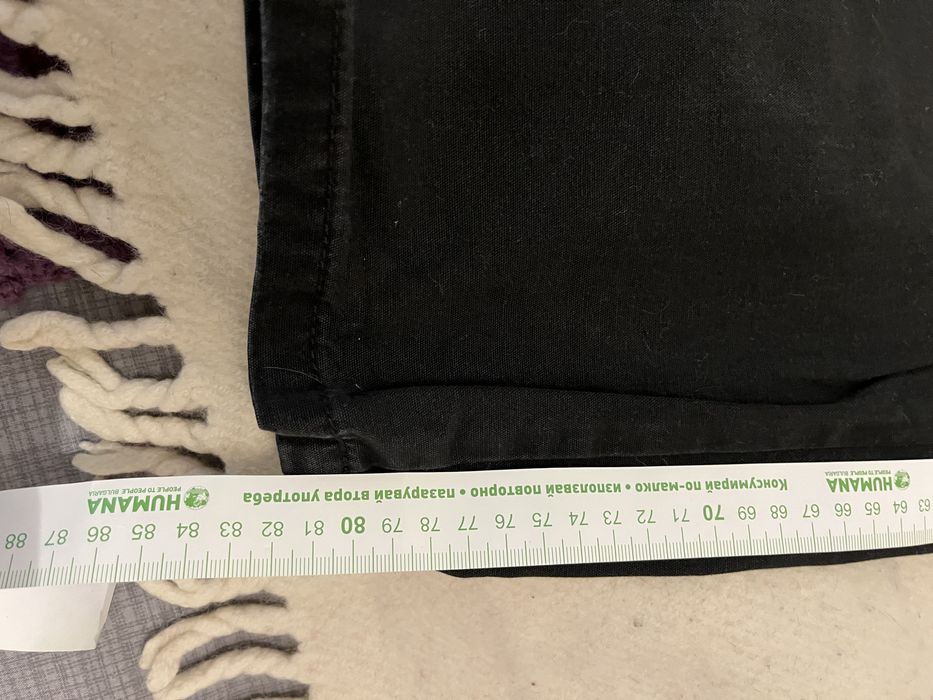 HUMANA
PEOPLE TO PEOPLE BULGARIA
Консумирай по-малко • използвай повторно • пазарувай втора употреба
HUMANA
PEOPLE TO PEOPLE BULGARIA
63 64 65 66 67 68 69 70 71 72 73 74 75 76 77 78 79 80 81 82 83 84 85 86 87 88